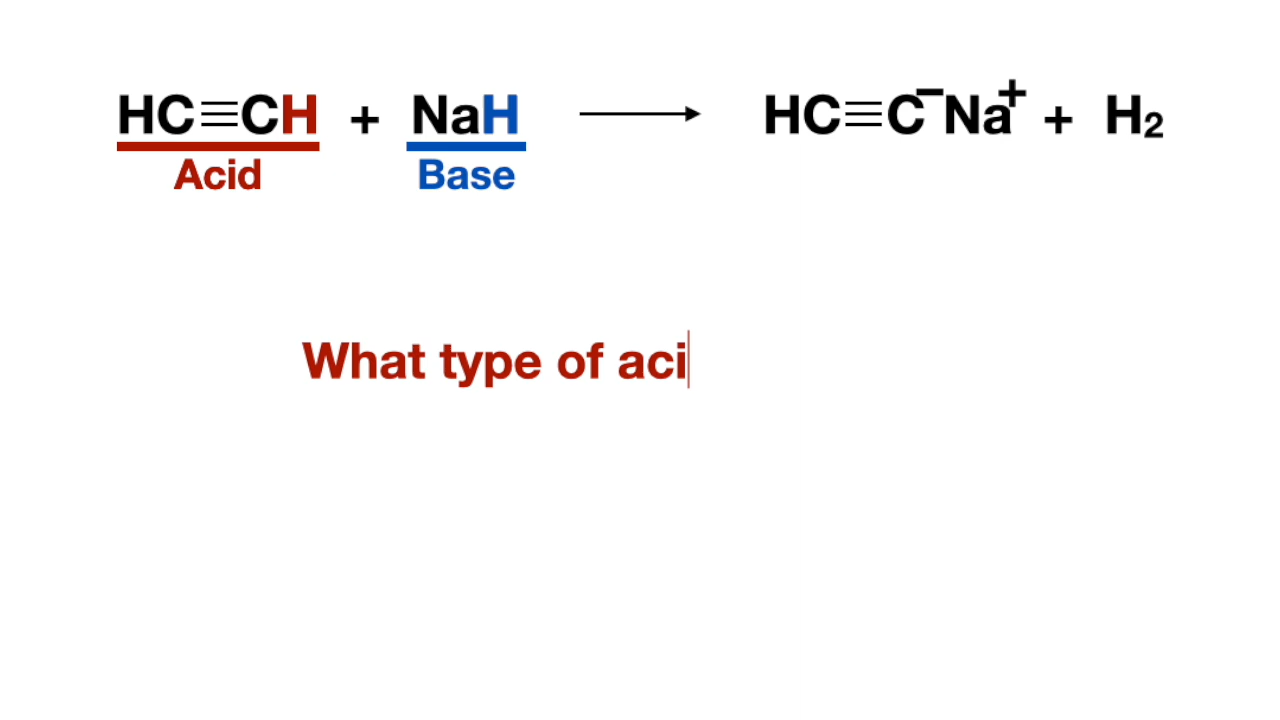 HC≡CH + NaH ⟶ HC≡C⁻Na⁺ + H₂
Acid Base
What type of aci